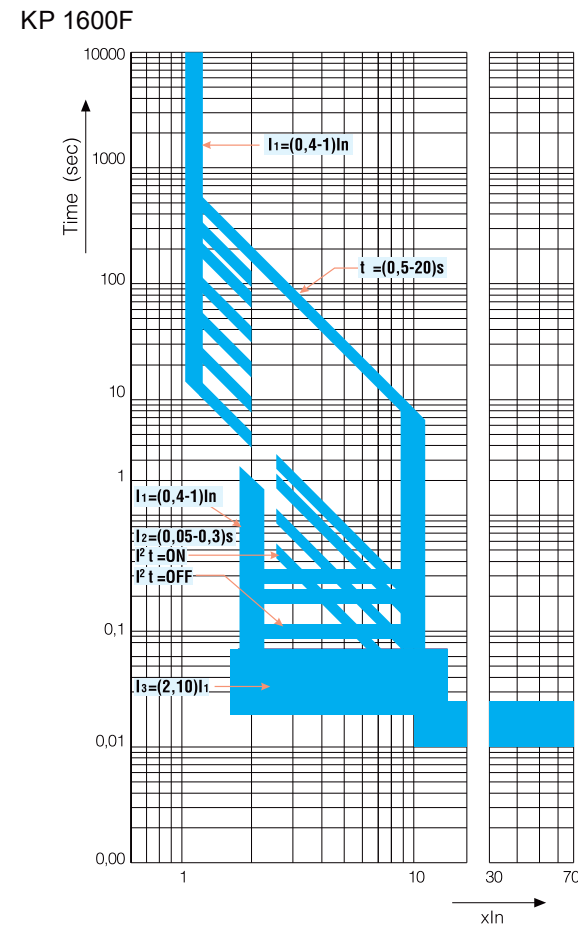 KP 1600F
10000
1000
100
10
1
0,1
0,01
0,00
Time (sec)
I1=(0,4-1)In
t =(0,5-20)s
I1=(0,4-1)In
I2=(0,05-0,3)s
I² t =ON
I² t =OFF
I3=(2,10)I1
1
10
30
70
xIn